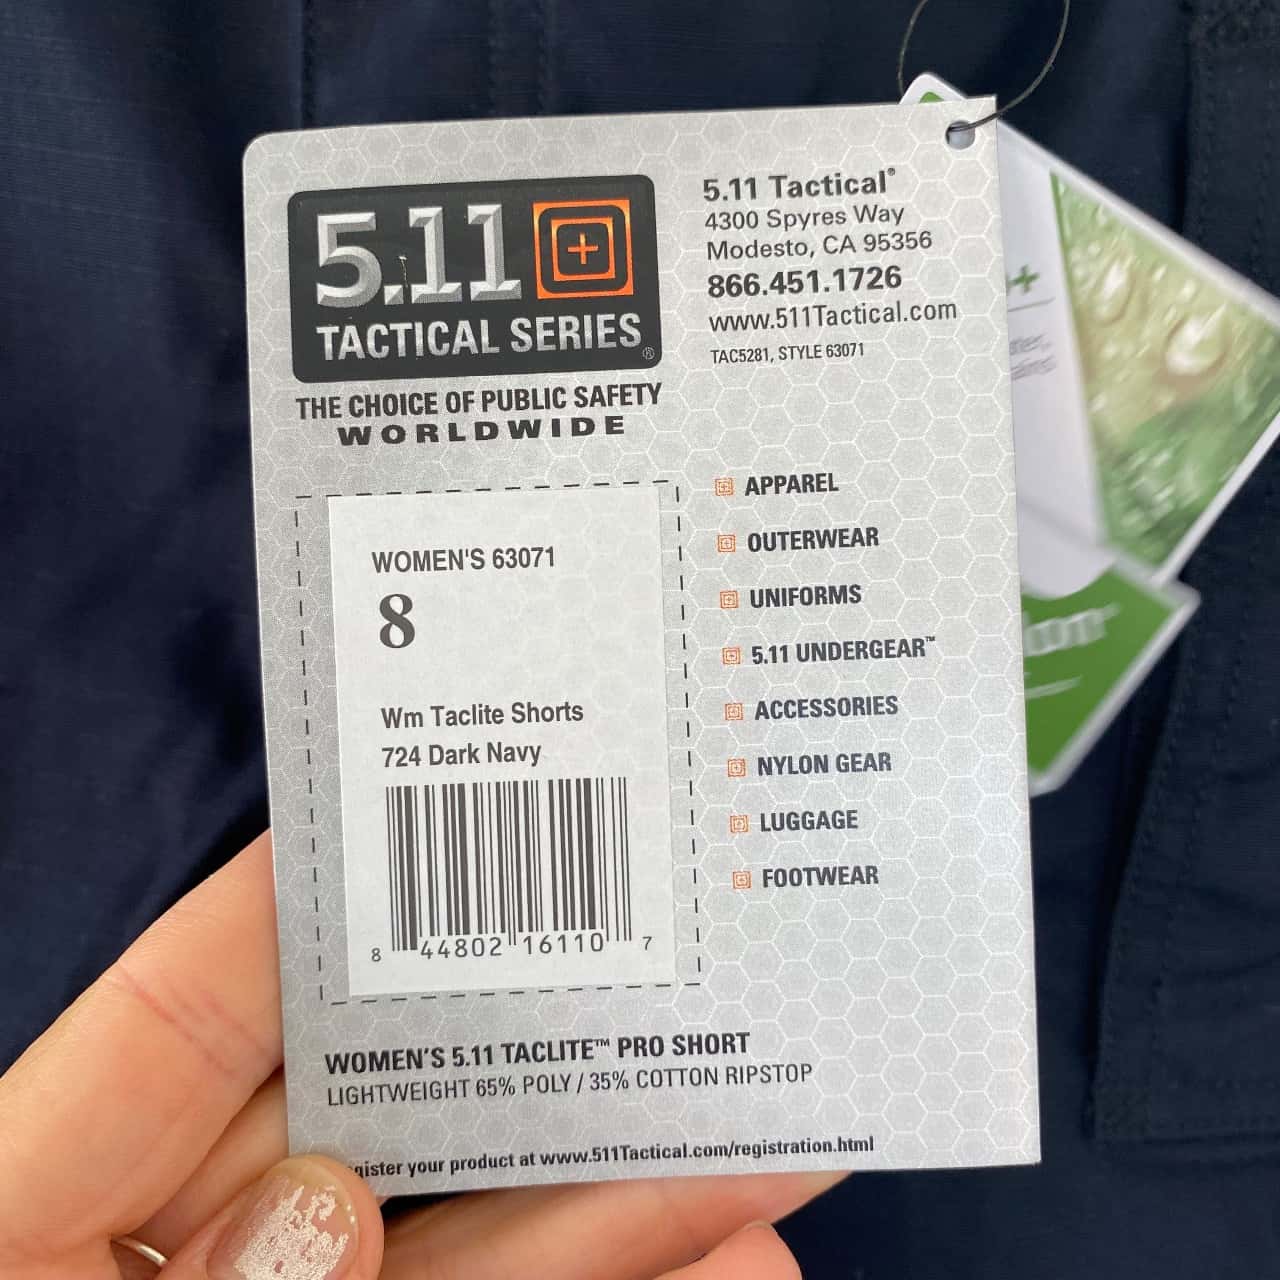 5.11
TACTICAL SERIES®
THE CHOICE OF PUBLIC SAFETY
WORLDWIDE
5.11 Tactical®
4300 Spyres Way
Modesto, CA 95356
866.451.1726
www.511Tactical.com
TAC5281, STYLE 63071
WOMEN'S 63071
8
Wm Taclite Shorts
724 Dark Navy
8 44802 16110 7
APPAREL
OUTERWEAR
UNIFORMS
5.11 UNDERGEAR™
ACCESSORIES
NYLON GEAR
LUGGAGE
FOOTWEAR
WOMEN'S 5.11 TACLITE™ PRO SHORT
LIGHTWEIGHT 65% POLY / 35% COTTON RIPSTOP
gister your product at www.511Tactical.com/registration.html